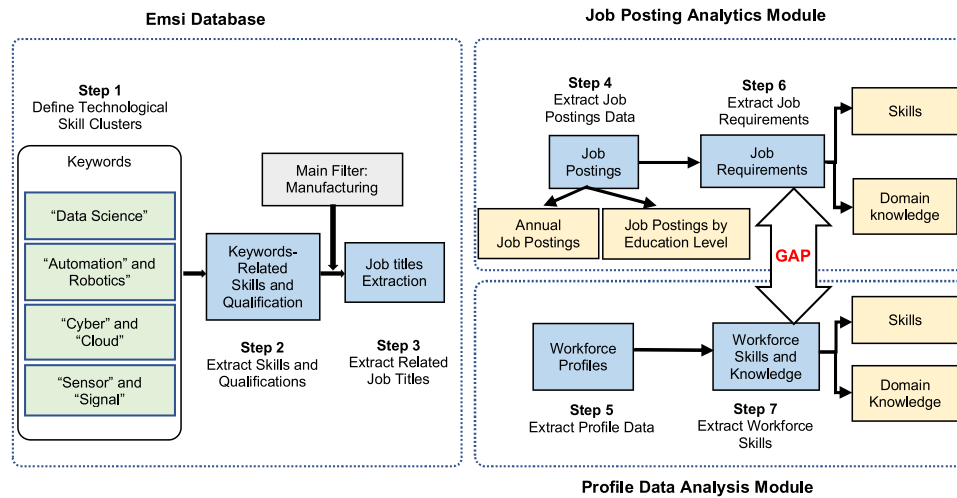 Emsi Database
Step 1
Define Technological
Skill Clusters
Keywords
“Data Science”
“Automation” and
Robotics”
“Cyber” and
“Cloud”
“Sensor” and
“Signal”
Main Filter:
Manufacturing
Keywords-
Related
Skills and
Qualification
Job titles
Extraction
Step 2
Extract Skills and
Qualifications
Step 3
Extract Related
Job Titles
Job Posting Analytics Module
Step 4
Extract Job
Postings Data
Step 6
Extract Job
Requirements
Job
Postings
Job
Requirements
Skills
Domain
knowledge
Annual
Job Postings
Job Postings by
Education Level
GAP
Workforce
Profiles
Workforce
Skills and
Knowledge
Skills
Domain
Knowledge
Step 5
Extract Profile Data
Step 7
Extract Workforce
Skills
Profile Data Analysis Module